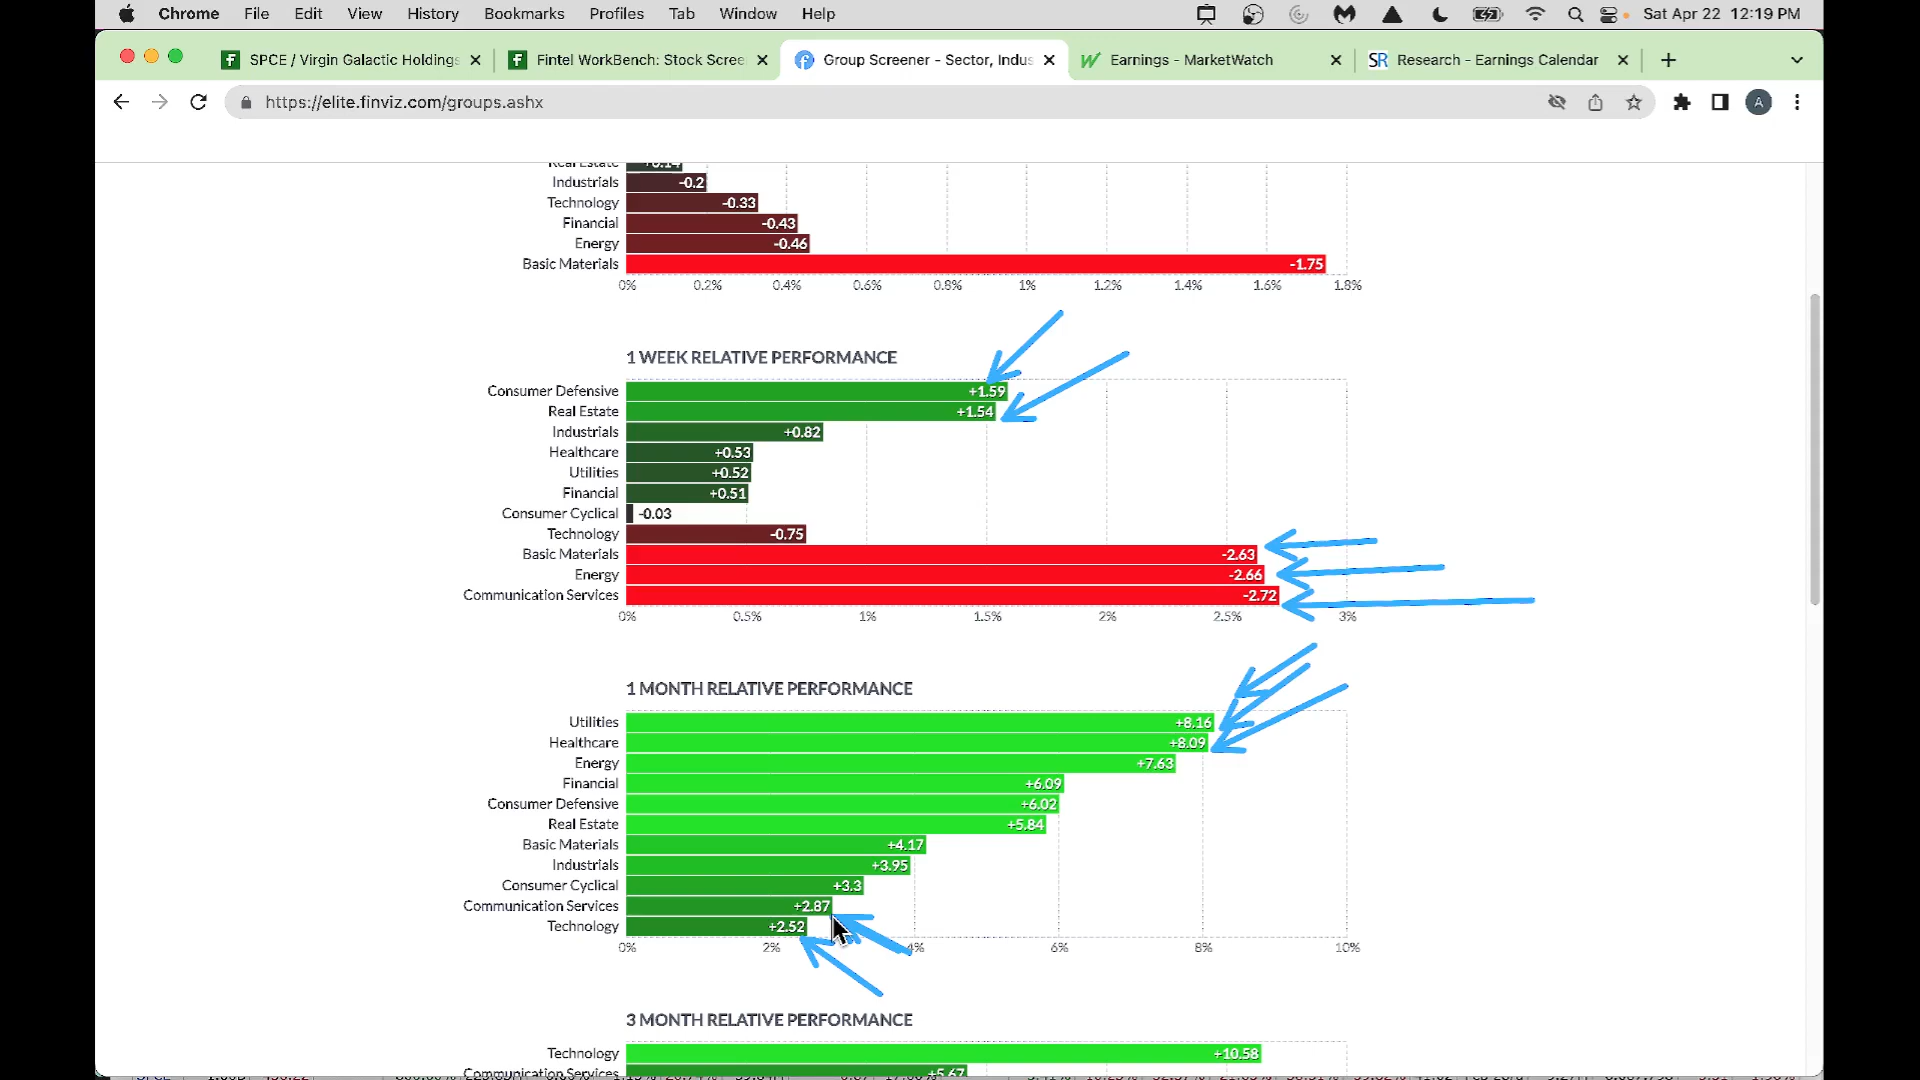 Chrome File Edit View History Bookmarks Profiles Tab Window Help Sat Apr 22 12:19 PM
SPCE / Virgin Galactic Holdings Fintel WorkBench: Stock Scree Group Screener - Sector, Indus Earnings - MarketWatch SR Research - Earnings Calendar
https://elite.finviz.com/groups.ashx A
Real Estate +0.14
Industrials -0.2
Technology -0.33
Financial -0.43
Energy -0.46
Basic Materials -1.75
0% 0.2% 0.4% 0.6% 0.8% 1% 1.2% 1.4% 1.6% 1.8%
1 WEEK RELATIVE PERFORMANCE
Consumer Defensive +1.59
Real Estate +1.54
Industrials +0.82
Healthcare +0.53
Utilities +0.52
Financial +0.51
Consumer Cyclical -0.03
Technology -0.75
Basic Materials -2.63
Energy -2.66
Communication Services -2.72
0% 0.5% 1% 1.5% 2% 2.5% 3%
1 MONTH RELATIVE PERFORMANCE
Utilities +8.16
Healthcare +8.09
Energy +7.63
Financial +6.09
Consumer Defensive +6.02
Real Estate +5.84
Basic Materials +4.17
Industrials +3.95
Consumer Cyclical +3.3
Communication Services +2.87
Technology +2.52
0% 2% 4% 6% 8% 10%
3 MONTH RELATIVE PERFORMANCE
Technology +10.58
Communication Services +5.67